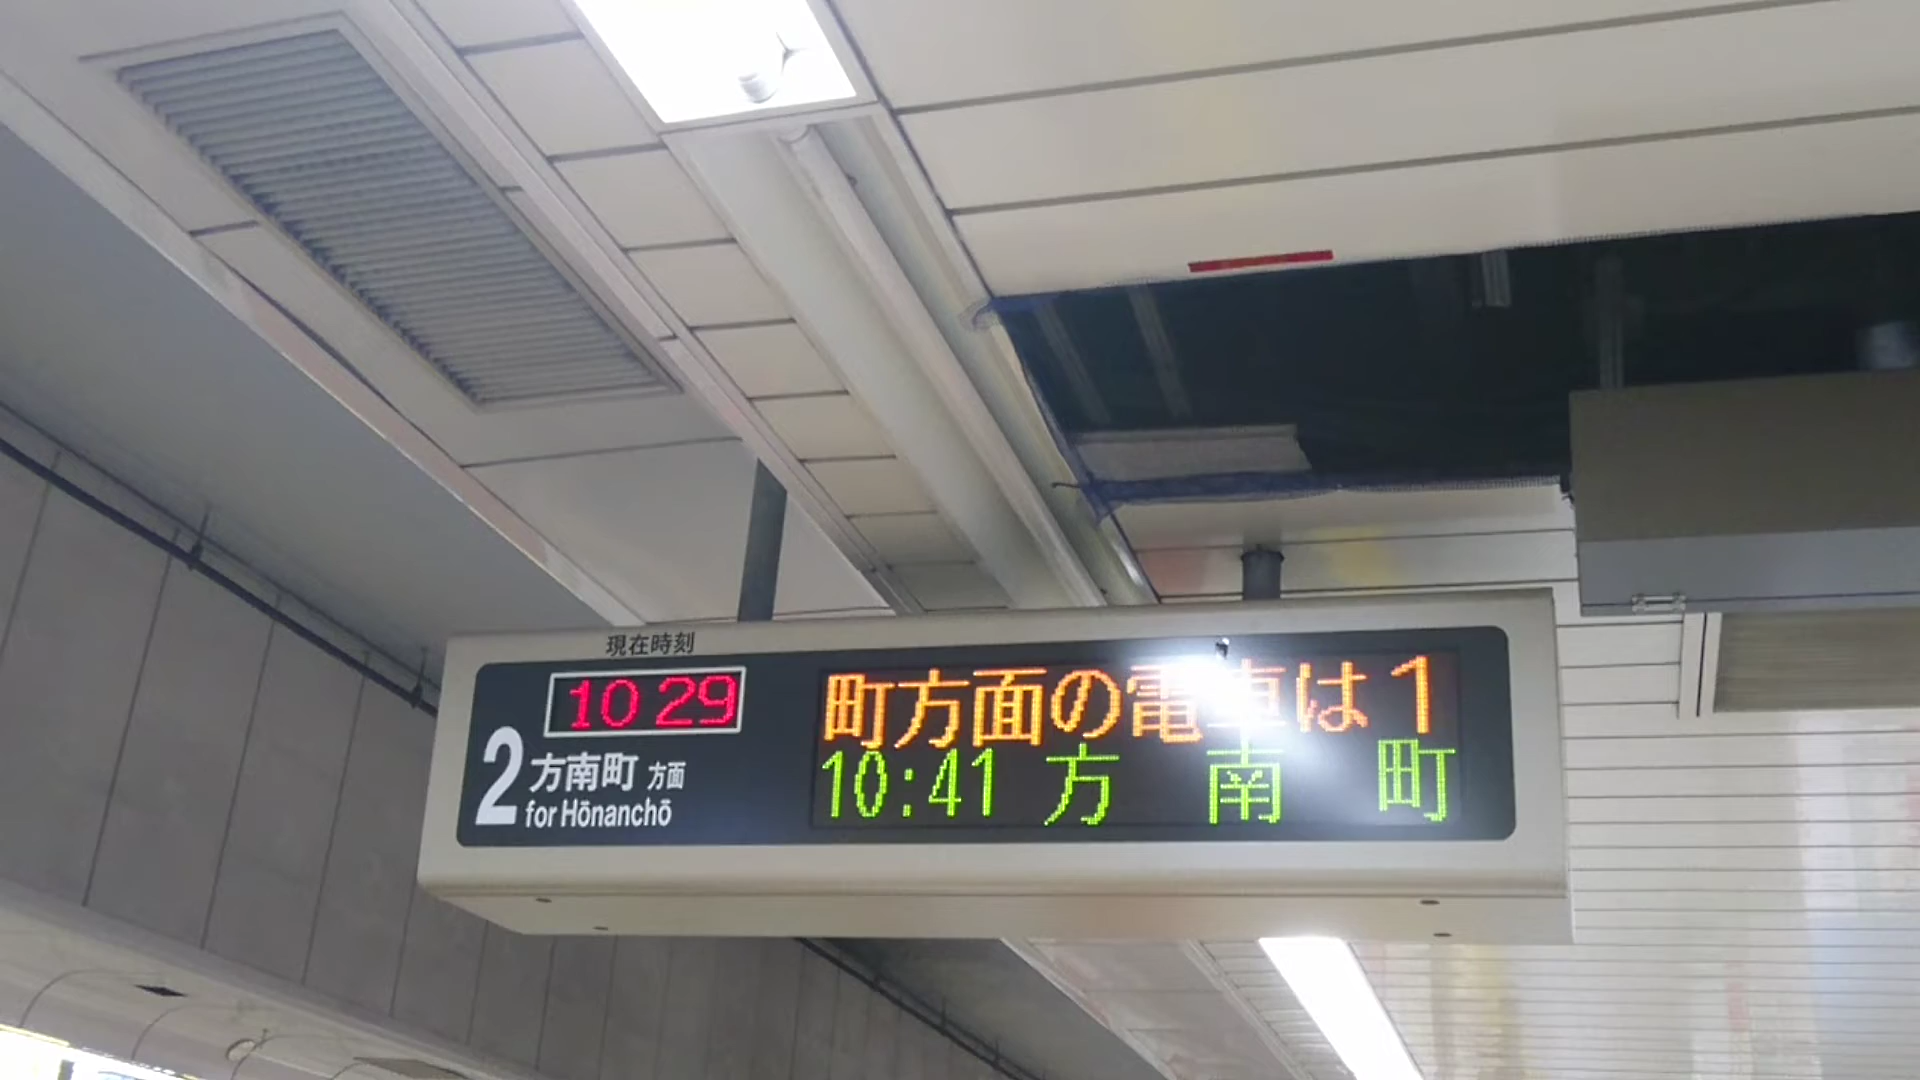 現在時刻
10 29
2 方南町 方面
for Hōnanchō
町方面の電車は1
10:41 方南町